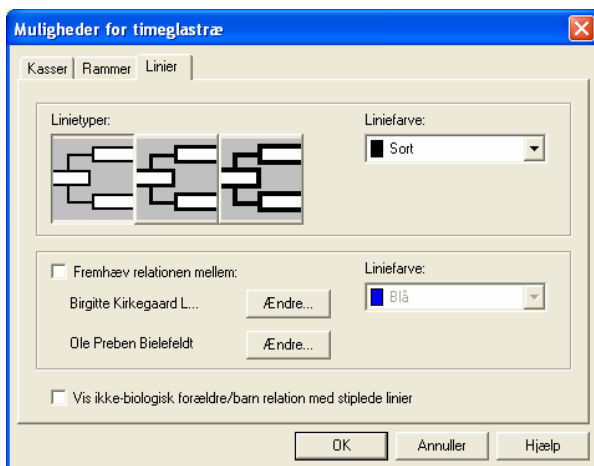 Muligheder for timeglastræ
Kasser Rammer Linier
Linietyper: Liniefarve:
Sort
Fremhæv relationen mellem: Liniefarve:
Birgitte Kirkegaard L... Ændre... Blå
Ole Preben Bielefeldt Ændre...
Vis ikke-biologisk forældre/barn relation med stiplede linier
OK Annuller Hjælp